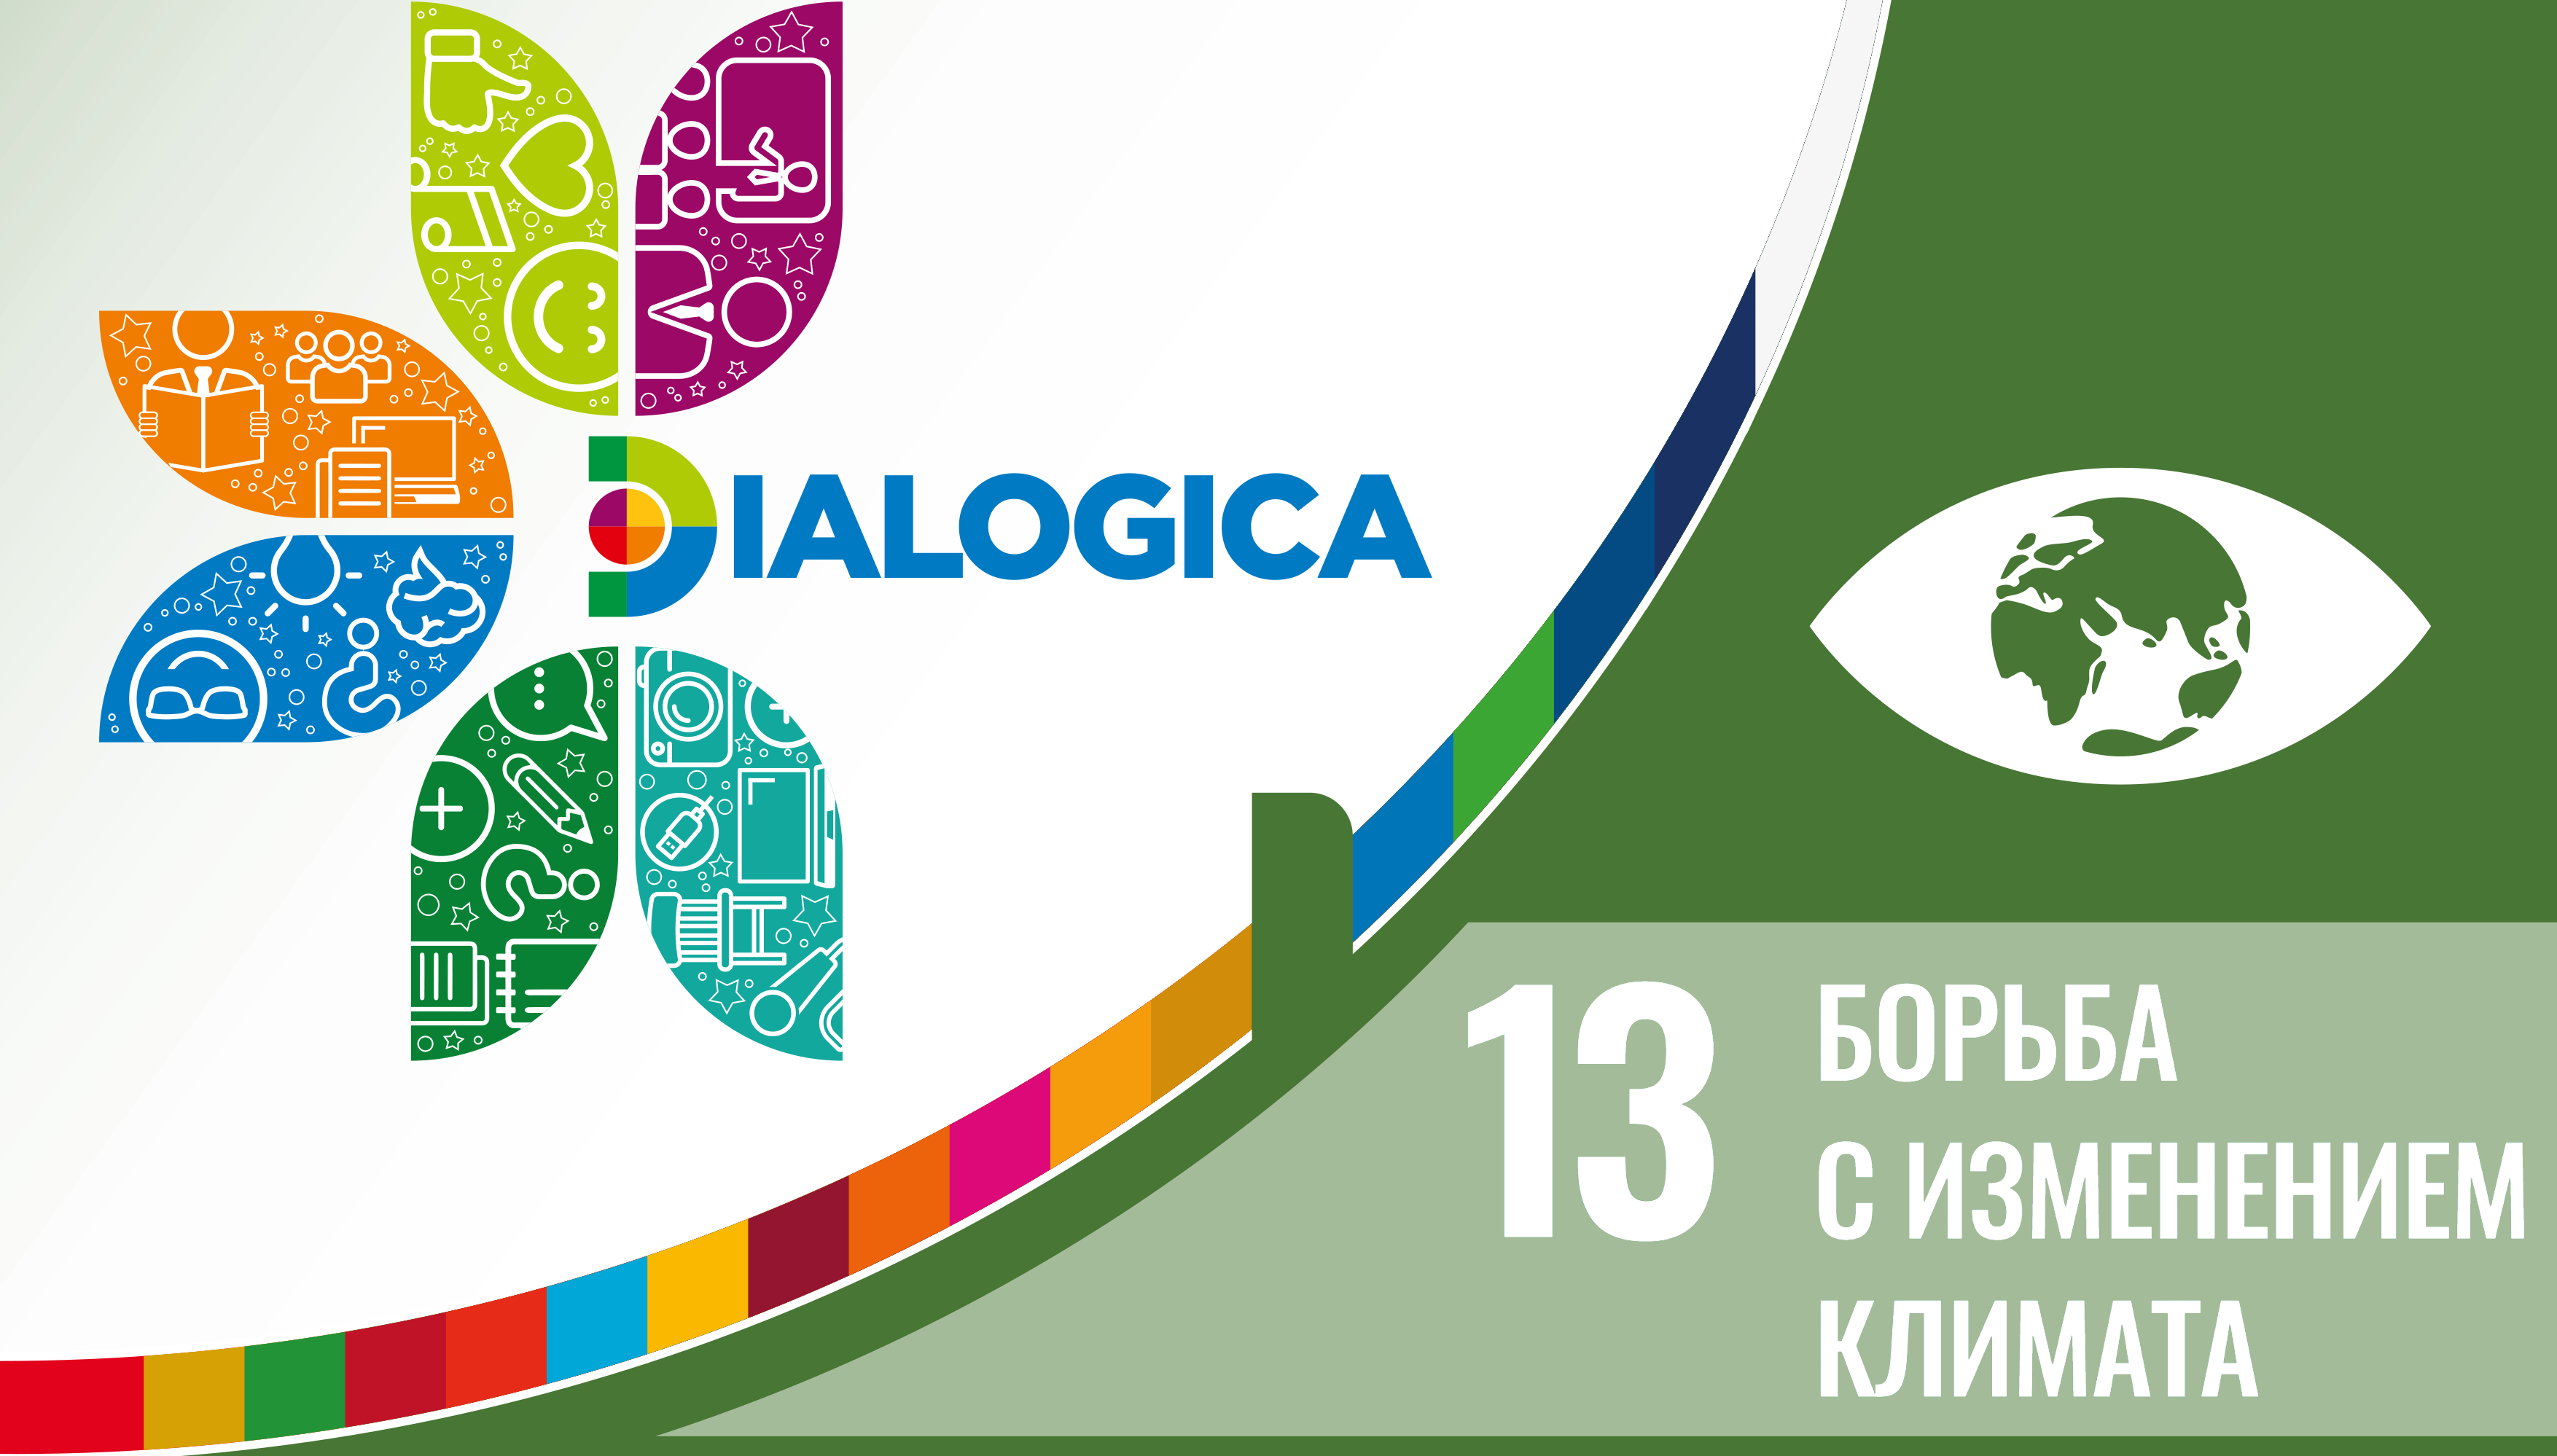 DIALOGICA
13
БОРЬБА
С ИЗМЕНЕНИЕМ
КЛИМАТА